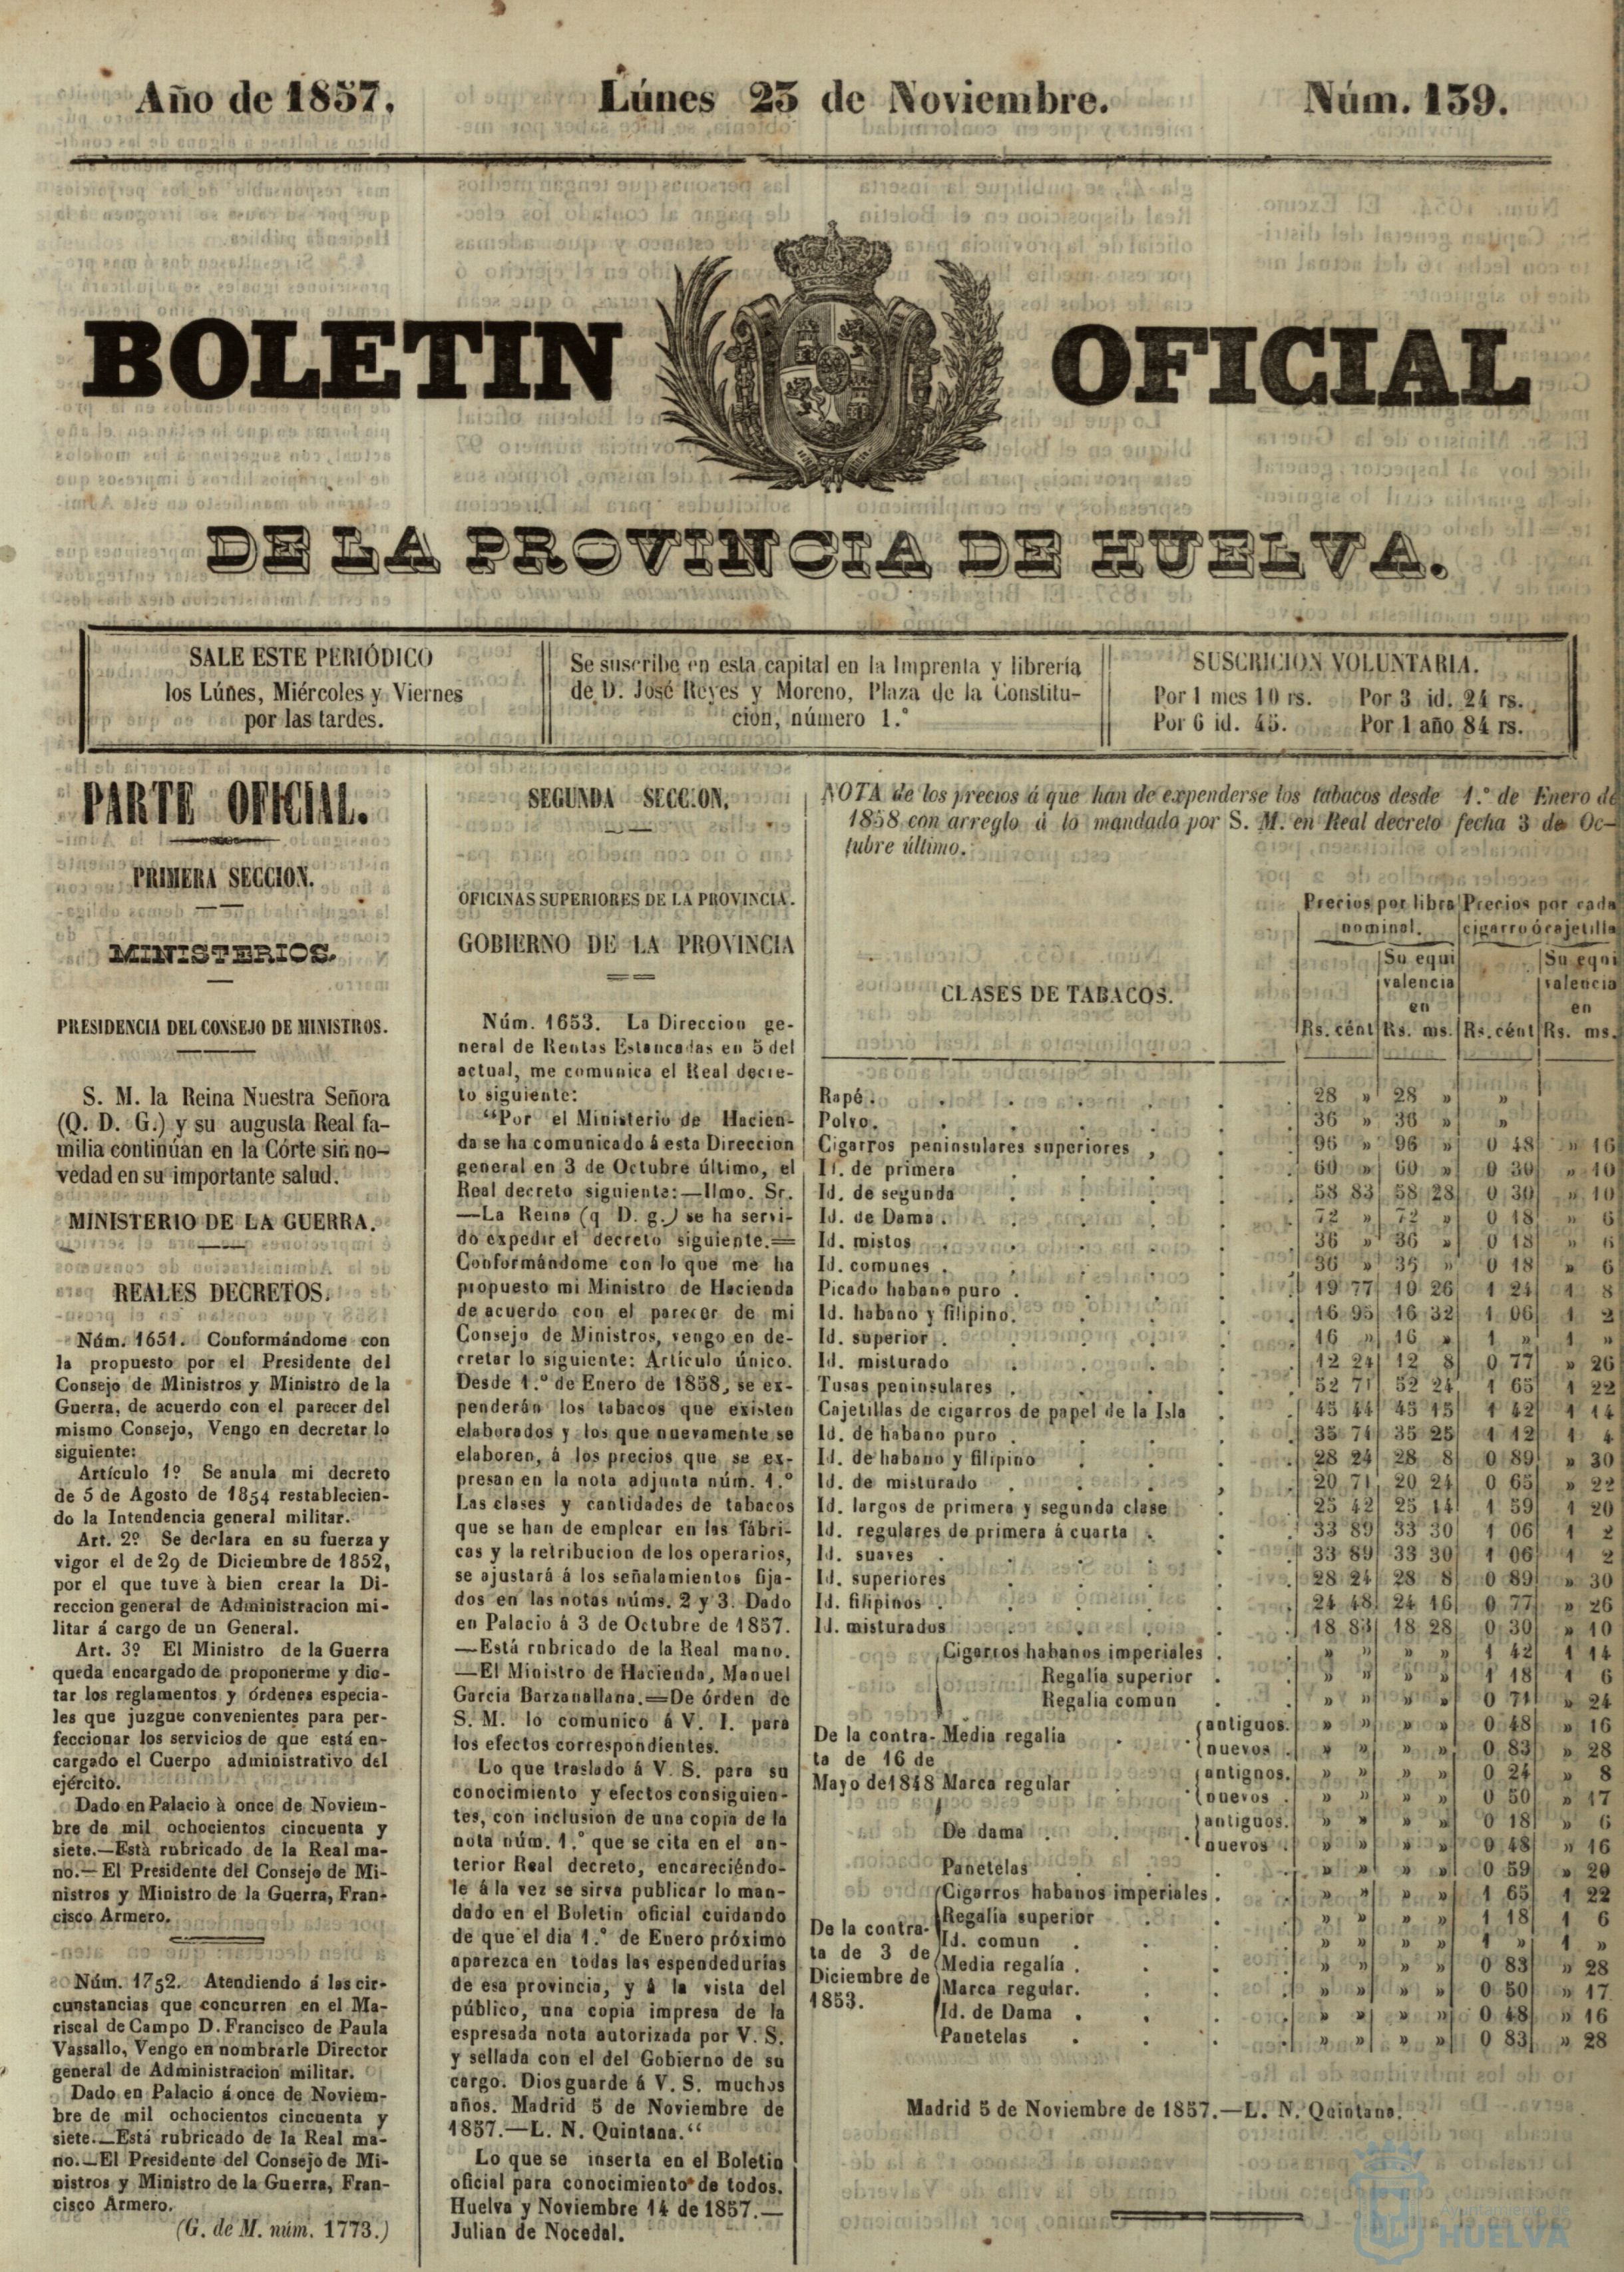 Año de 1857.
Lúnes 23 de Noviembre.
Núm. 139.
BOLETIN OFICIAL
DE LA PROVINCIA DE HUELVA.
SALE ESTE PERIÓDICO
los Lúnes, Miércoles y Viernes
por las tardes.
Se suscribe en esta capital en la Imprenta y librería
de D. José Reyes y Moreno, Plaza de la Constitu-
cion, número 1.°
SUSCRICION VOLUNTARIA.
Por 1 mes 10 rs. Por 3 id. 24 rs.
Por 6 id. 45. Por 1 año 84 rs.
PARTE OFICIAL.
PRIMERA SECCION.
MINISTERIOS.
PRESIDENCIA DEL CONSEJO DE MINISTROS.
S. M. la Reina Nuestra Señora
(Q. D. G.) y su augusta Real fa-
milia continúan en la Córte sin no-
vedad en su importante salud.
MINISTERIO DE LA GUERRA.
REALES DECRETOS.
Núm. 1651. Conformándome con
la propuesto por el Presidente del
Consejo de Ministros y Ministro de la
Guerra, de acuerdo con el parecer del
mismo Consejo, Vengo en decretar lo
siguiente:
Artículo 1º Se anula mi decreto
de 5 de Agosto de 1854 restablecien-
do la Intendencia general militar.
Art. 2º Se declara en su fuerza y
vigor el de 29 de Diciembre de 1852,
por el que tuve à bien crear la Di-
reccion general de Administracion mi-
litar á cargo de un General.
Art. 3º El Ministro de la Guerra
queda encargado de proponerme y dic-
tar los reglamentos y órdenes especia-
les que juzgue convenientes para per-
feccionar los servicios de que está en-
cargado el Cuerpo administrativo del
ejército.
Dado en Palacio à once de Noviem-
bre de mil ochocientos cincuenta y
siete.—Està rubricado de la Real ma-
no.—El Presidente del Consejo de Mi-
nistros y Ministro de la Guerra, Fran-
cisco Armero.
Núm. 1752. Atendiendo á las cir-
cunstancias que concurren en el Ma-
riscal de Campo D. Francisco de Paula
Vassallo, Vengo en nombrarle Director
general de Administracion militar.
Dado en Palacio á once de Noviem-
bre de mil ochocientos cincuenta y
siete.—Está rubricado de la Real ma-
no.—El Presidente del Consejo de Mi-
nistros y Ministro de la Guerra, Fran-
cisco Armero.
(G. de M. núm. 1773.)
SEGUNDA SECCION.
OFICINAS SUPERIORES DE LA PROVINCIA.
GOBIERNO DE LA PROVINCIA
Núm. 1653. La Direccion ge-
neral de Rentas Estancadas en 5 del
actual, me comunica el Real decre-
to siguiente:
“Por el Ministerio de Hacien-
da se ha comunicado á esta Direccion
general en 3 de Octubre último, el
Real decreto siguiente:—Ilmo. Sr.
—La Reina (q D. g.) se ha servi-
do expedir el decreto siguiente.=
Conformándome con lo que me ha
propuesto mi Ministro de Hacienda
de acuerdo con el parecer de mi
Consejo de Ministros, vengo en de-
cretar lo siguiente: Artículo único.
Desde 1.º de Enero de 1858, se ex-
penderán los tabacos que existen
elaborados y los que nuevamente se
elaboren, á los precios que se ex-
presan en la nota adjunta núm. 1.°
Las clases y cantidades de tabacos
que se han de emplear en las fábri-
cas y la retribucion de los operarios,
se ajustará á los señalamientos fija-
dos en las notas núms. 2 y 3. Dado
en Palacio á 3 de Octubre de 1857.
—Está rubricado de la Real mano.
—El Ministro de Hacienda, Manuel
Garcia Barzanallana.=De órden de
S. M. lo comunico á V. I. para
los efectos correspondientes.
Lo que traslado á V. S. para su
conocimiento y efectos consiguien-
tes, con inclusion de una copia de la
nota núm. 1.° que se cita en el an-
terior Real decreto, encareciéndo-
le á la vez se sirva publicar lo man-
dado en el Boletin oficial cuidando
de que el dia 1.° de Enero próximo
aparezca en todas las espendedurías
de esa provincia, y á la vista del
público, una copia impresa de la
espresada nota autorizada por V. S.
y sellada con el del Gobierno de su
cargo. Dios guarde á V. S. muchos
años. Madrid 5 de Noviembre de
1857.—L. N. Quintana.“
Lo que se inserta en el Boletin
oficial para conocimiento de todos.
Huelva y Noviembre 14 de 1857.—
Julian de Nocedal.
NOTA de los precios á que han de expenderse los tabacos desde 1.° de Enero de
1858 con arreglo á lo mandado por S. M. en Real decreto fecha 3 de Oc-
tubre último.
Precios por libra nominal. Precios por cada cigarro ó cajetilla
Su equi valencia en Su equi valencia en
CLASES DE TABACOS.
Rs. cént Rs. ms. Rs. cént Rs. ms.
Rapé. 28 » 28 » »
Polvo. 36 » 36 » »
Cigarros peninsulares superiores , 96 » 96 » 0 48 » 16
Id. de primera 60 » 60 » 0 30 » 10
Id. de segunda 58 83 58 28 0 30 » 10
Id. de Dama. 72 » 72 » 0 18 » 6
Id. mistos 36 » 36 » 0 18 » 6
Id. comunes . 36 » 36 » 0 18 » 6
Picado habano puro . 19 77 19 26 1 24 1 8
Id. habano y filipino. 16 95 16 32 1 06 1 2
Id. superior . 16 » 16 » 1 » 1 »
Id. misturado 12 24 12 8 0 77 » 26
Tusas peninsulares . 52 71 52 24 1 65 1 22
Cajetillas de cigarros de papel de la Isla 45 44 45 15 1 42 1 14
Id. de habano puro . 35 74 35 25 1 12 1 4
Id. de habano y filipino 28 24 28 8 0 89 » 30
Id. de misturado . 20 71 20 24 0 65 » 22
Id. largos de primera y segunda clase 25 42 25 14 1 59 1 20
Id. regulares de primera á cuarta . 33 89 33 30 1 06 1 2
Id. suaves . 33 89 33 30 1 06 1 2
Id. superiores 28 24 28 8 0 89 » 30
Id. filipinos . 24 48 24 16 0 77 » 26
Id. misturados 18 83 18 28 0 30 » 10
Cigarros habanos imperiales . » » » » 1 42 1 14
Regalia superior . » » » » 1 18 1 6
Regalia comun . » » » » 0 71 » 24
De la contra-
ta de 16 de
Mayo de 1848
Media regalía antiguos. » » » » 0 48 » 16
nuevos . » » » » 0 83 » 28
Marca regular antignos. » » » » 0 24 » 8
nuevos . » » » » 0 50 » 17
De dama . antiguos. » » » » 0 18 » 6
nuevos . » » » » 0 48 » 16
Panetelas » » » » 0 59 » 20
De la contra-
ta de 3 de
Diciembre de
1853.
Cigarros habanos imperiales . » » » » 1 65 1 22
Regalia superior » » » » 1 18 1 6
Id. comun . » » » » 1 » 1 »
Media regalía . » » » » 0 83 » 28
Marca regular. » » » » 0 50 » 17
Id. de Dama . » » » » 0 48 » 16
Panetelas . » » » » 0 83 » 28
Madrid 5 de Noviembre de 1857.—L. N. Quintana.
Ayuntamiento de
HUELVA